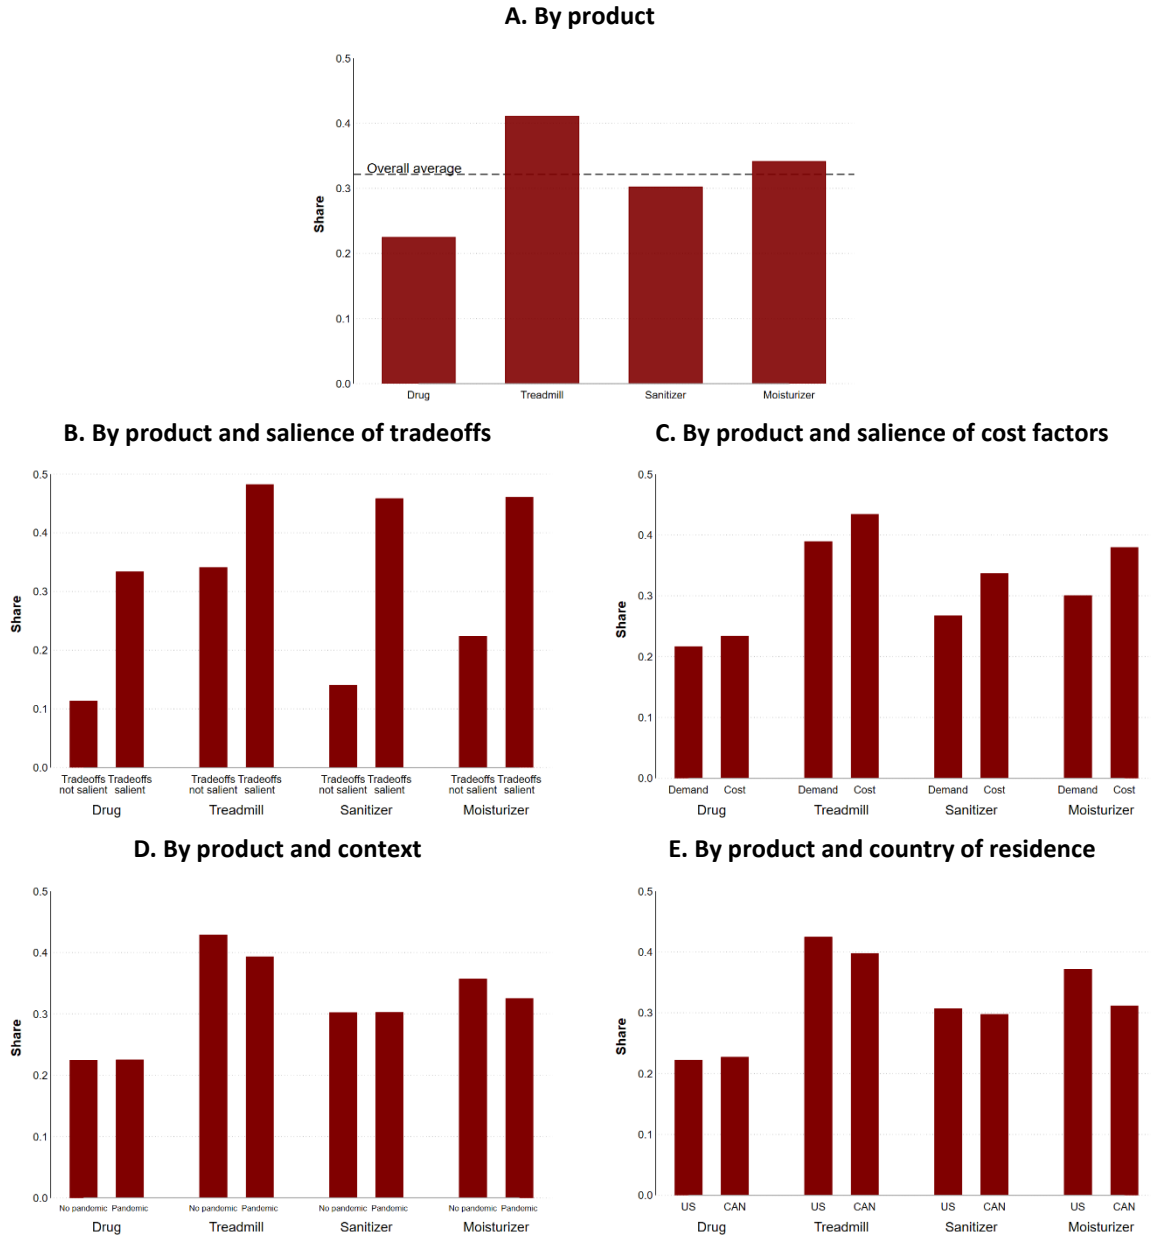 A. By product
0.5
0.4
0.3
0.2
0.1
0.0
Share
Overall average
Drug Treadmill Sanitizer Moisturizer
B. By product and salience of tradeoffs
0.5
0.4
0.3
0.2
0.1
0.0
Share
Tradeoffs Tradeoffs Tradeoffs Tradeoffs Tradeoffs Tradeoffs Tradeoffs Tradeoffs
not salient salient not salient salient not salient salient not salient salient
Drug Treadmill Sanitizer Moisturizer
C. By product and salience of cost factors
0.5
0.4
0.3
0.2
0.1
0.0
Share
Demand Cost Demand Cost Demand Cost Demand Cost
Drug Treadmill Sanitizer Moisturizer
D. By product and context
0.5
0.4
0.3
0.2
0.1
0.0
Share
No pandemic Pandemic No pandemic Pandemic No pandemic Pandemic No pandemic Pandemic
Drug Treadmill Sanitizer Moisturizer
E. By product and country of residence
0.5
0.4
0.3
0.2
0.1
0.0
Share
US CAN US CAN US CAN US CAN
Drug Treadmill Sanitizer Moisturizer